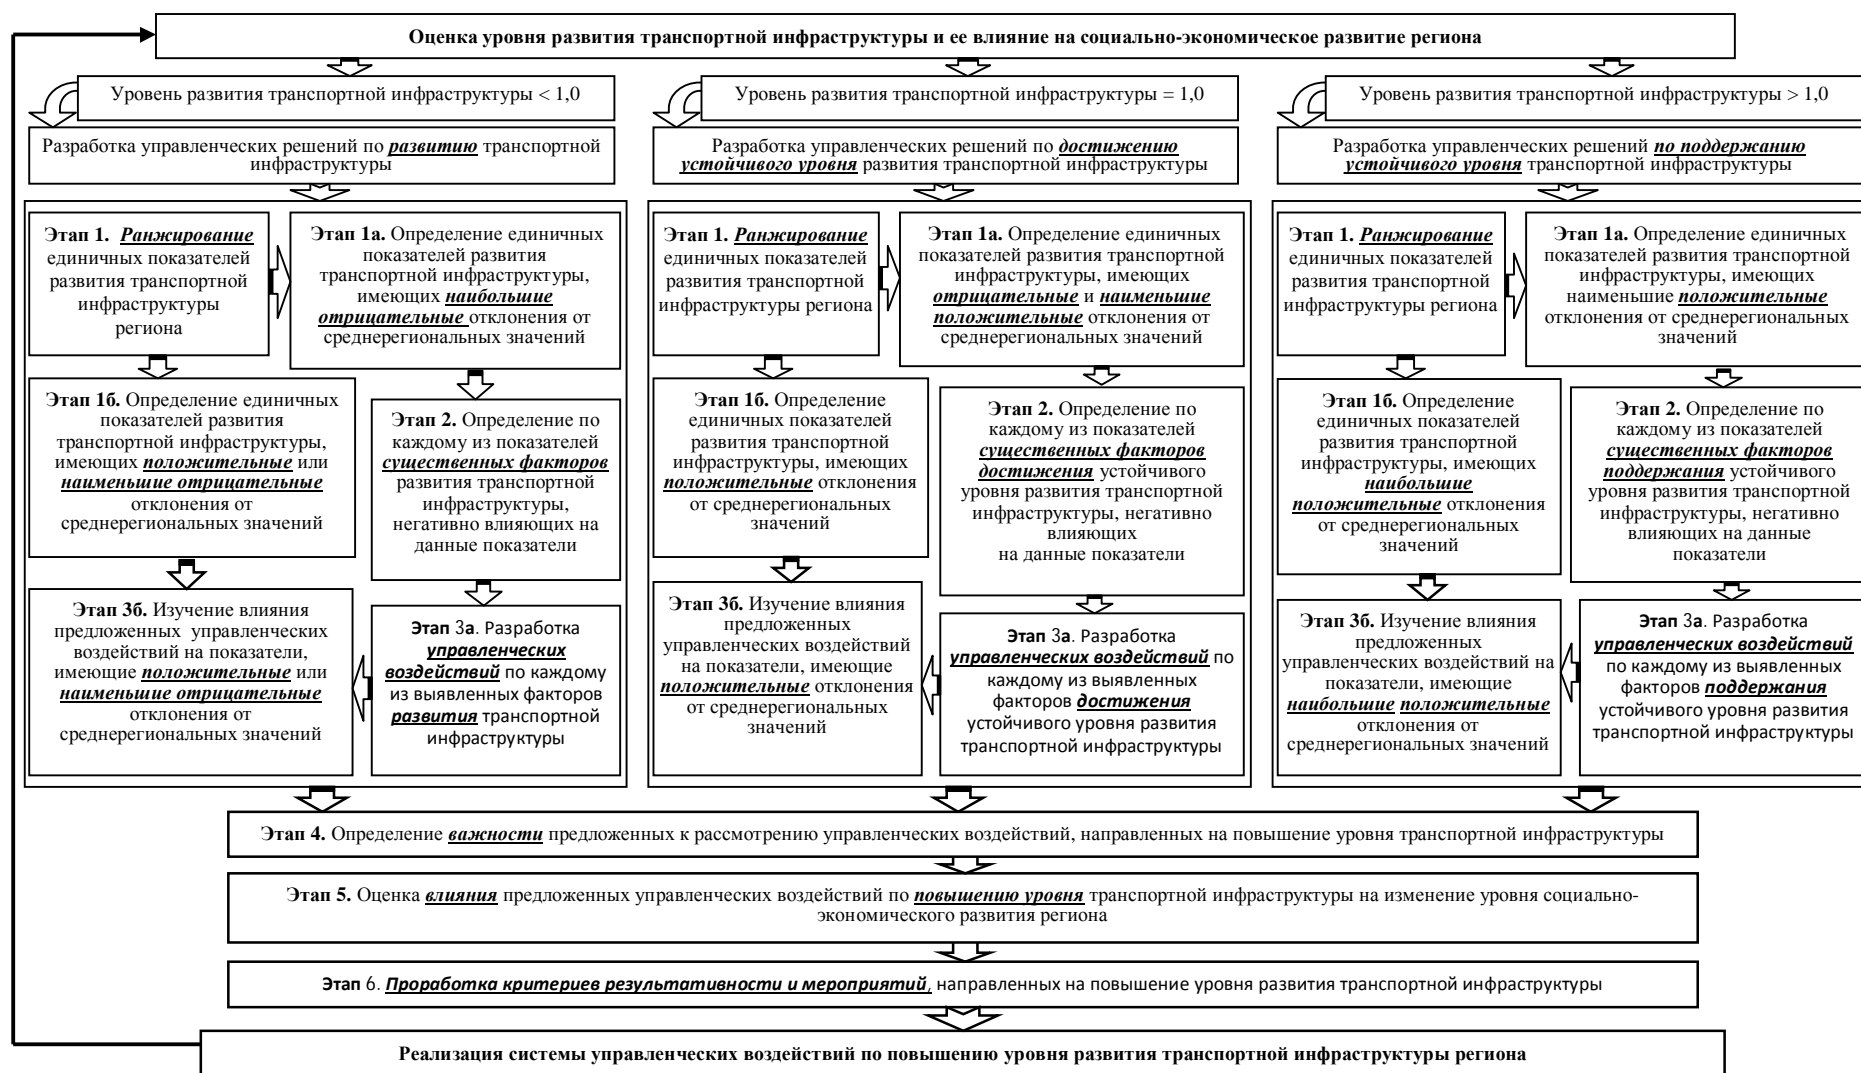 Оценка уровня развития транспортной инфраструктуры и ее влияние на социально-экономическое развитие региона
Уровень развития транспортной инфраструктуры < 1,0
Разработка управленческих решений по развитию транспортной
инфраструктуры
Этап 1. Ранжирование
единичных показателей
развития транспортной
инфраструктуры
региона
Этап 1а. Определение единичных
показателей развития
транспортной инфраструктуры,
имеющих наибольшие
отрицательные отклонения от
среднерегиональных значений
Этап 1б. Определение единичных
показателей развития
транспортной инфраструктуры,
имеющих положительные или
наименьшие отрицательные
отклонения от
среднерегиональных значений
Этап 2. Определение по
каждому из показателей
существенных факторов
развития транспортной
инфраструктуры,
негативно влияющих на
данные показатели
Этап 3б. Изучение влияния
предложенных управленческих
воздействий на показатели,
имеющие положительные или
наименьшие отрицательные
отклонения от
среднерегиональных значений
Этап 3а. Разработка
управленческих
воздействий по каждому
из выявленных факторов
развития транспортной
инфраструктуры
Уровень развития транспортной инфраструктуры = 1,0
Разработка управленческих решений по достижению
устойчивого уровня развития транспортной инфраструктуры
Этап 1. Ранжирование
единичных показателей
развития транспортной
инфраструктуры региона
Этап 1а. Определение единичных
показателей развития транспортной
инфраструктуры, имеющих
отрицательные и наименьшие
положительные отклонения от
среднерегиональных значений
Этап 1б. Определение
единичных показателей
развития транспортной
инфраструктуры, имеющих
положительные отклонения
от среднерегиональных
значений
Этап 2. Определение по
каждому из показателей
существенных факторов
достижения устойчивого
уровня развития транспортной
инфраструктуры, негативно
влияющих
на данные показатели
Этап 3б. Изучение влияния
предложенных
управленческих воздействий
на показатели, имеющие
положительные отклонения
от среднерегиональных
значений
Этап 3а. Разработка
управленческих воздействий по
каждому из выявленных
факторов достижения
устойчивого уровня развития
транспортной инфраструктуры
Уровень развития транспортной инфраструктуры > 1,0
Разработка управленческих решений по поддержанию
устойчивого уровня транспортной инфраструктуры
Этап 1. Ранжирование
единичных показателей
развития транспортной
инфраструктуры региона
Этап 1а. Определение единичных
показателей развития транспортной
инфраструктуры, имеющих
наименьшие положительные
отклонения от среднерегиональных
значений
Этап 1б. Определение
единичных показателей
развития транспортной
инфраструктуры, имеющих
наибольшие
положительные отклонения
от среднерегиональных
значений
Этап 2. Определение по
каждому из показателей
существенных факторов
поддержания устойчивого
уровня развития транспортной
инфраструктуры, негативно
влияющих на данные
показатели
Этап 3б. Изучение влияния
предложенных
управленческих воздействий на
показатели, имеющие
наибольшие положительные
отклонения от
среднерегиональных значений
Этап 3а. Разработка
управленческих воздействий
по каждому из выявленных
факторов поддержания
устойчивого уровня развития
транспортной инфраструктуры
Этап 4. Определение важности предложенных к рассмотрению управленческих воздействий, направленных на повышение уровня транспортной инфраструктуры
Этап 5. Оценка влияния предложенных управленческих воздействий по повышению уровня транспортной инфраструктуры на изменение уровня социально-
экономического развития региона
Этап 6. Проработка критериев результативности и мероприятий, направленных на повышение уровня развития транспортной инфраструктуры
Реализация системы управленческих воздействий по повышению уровня развития транспортной инфраструктуры региона